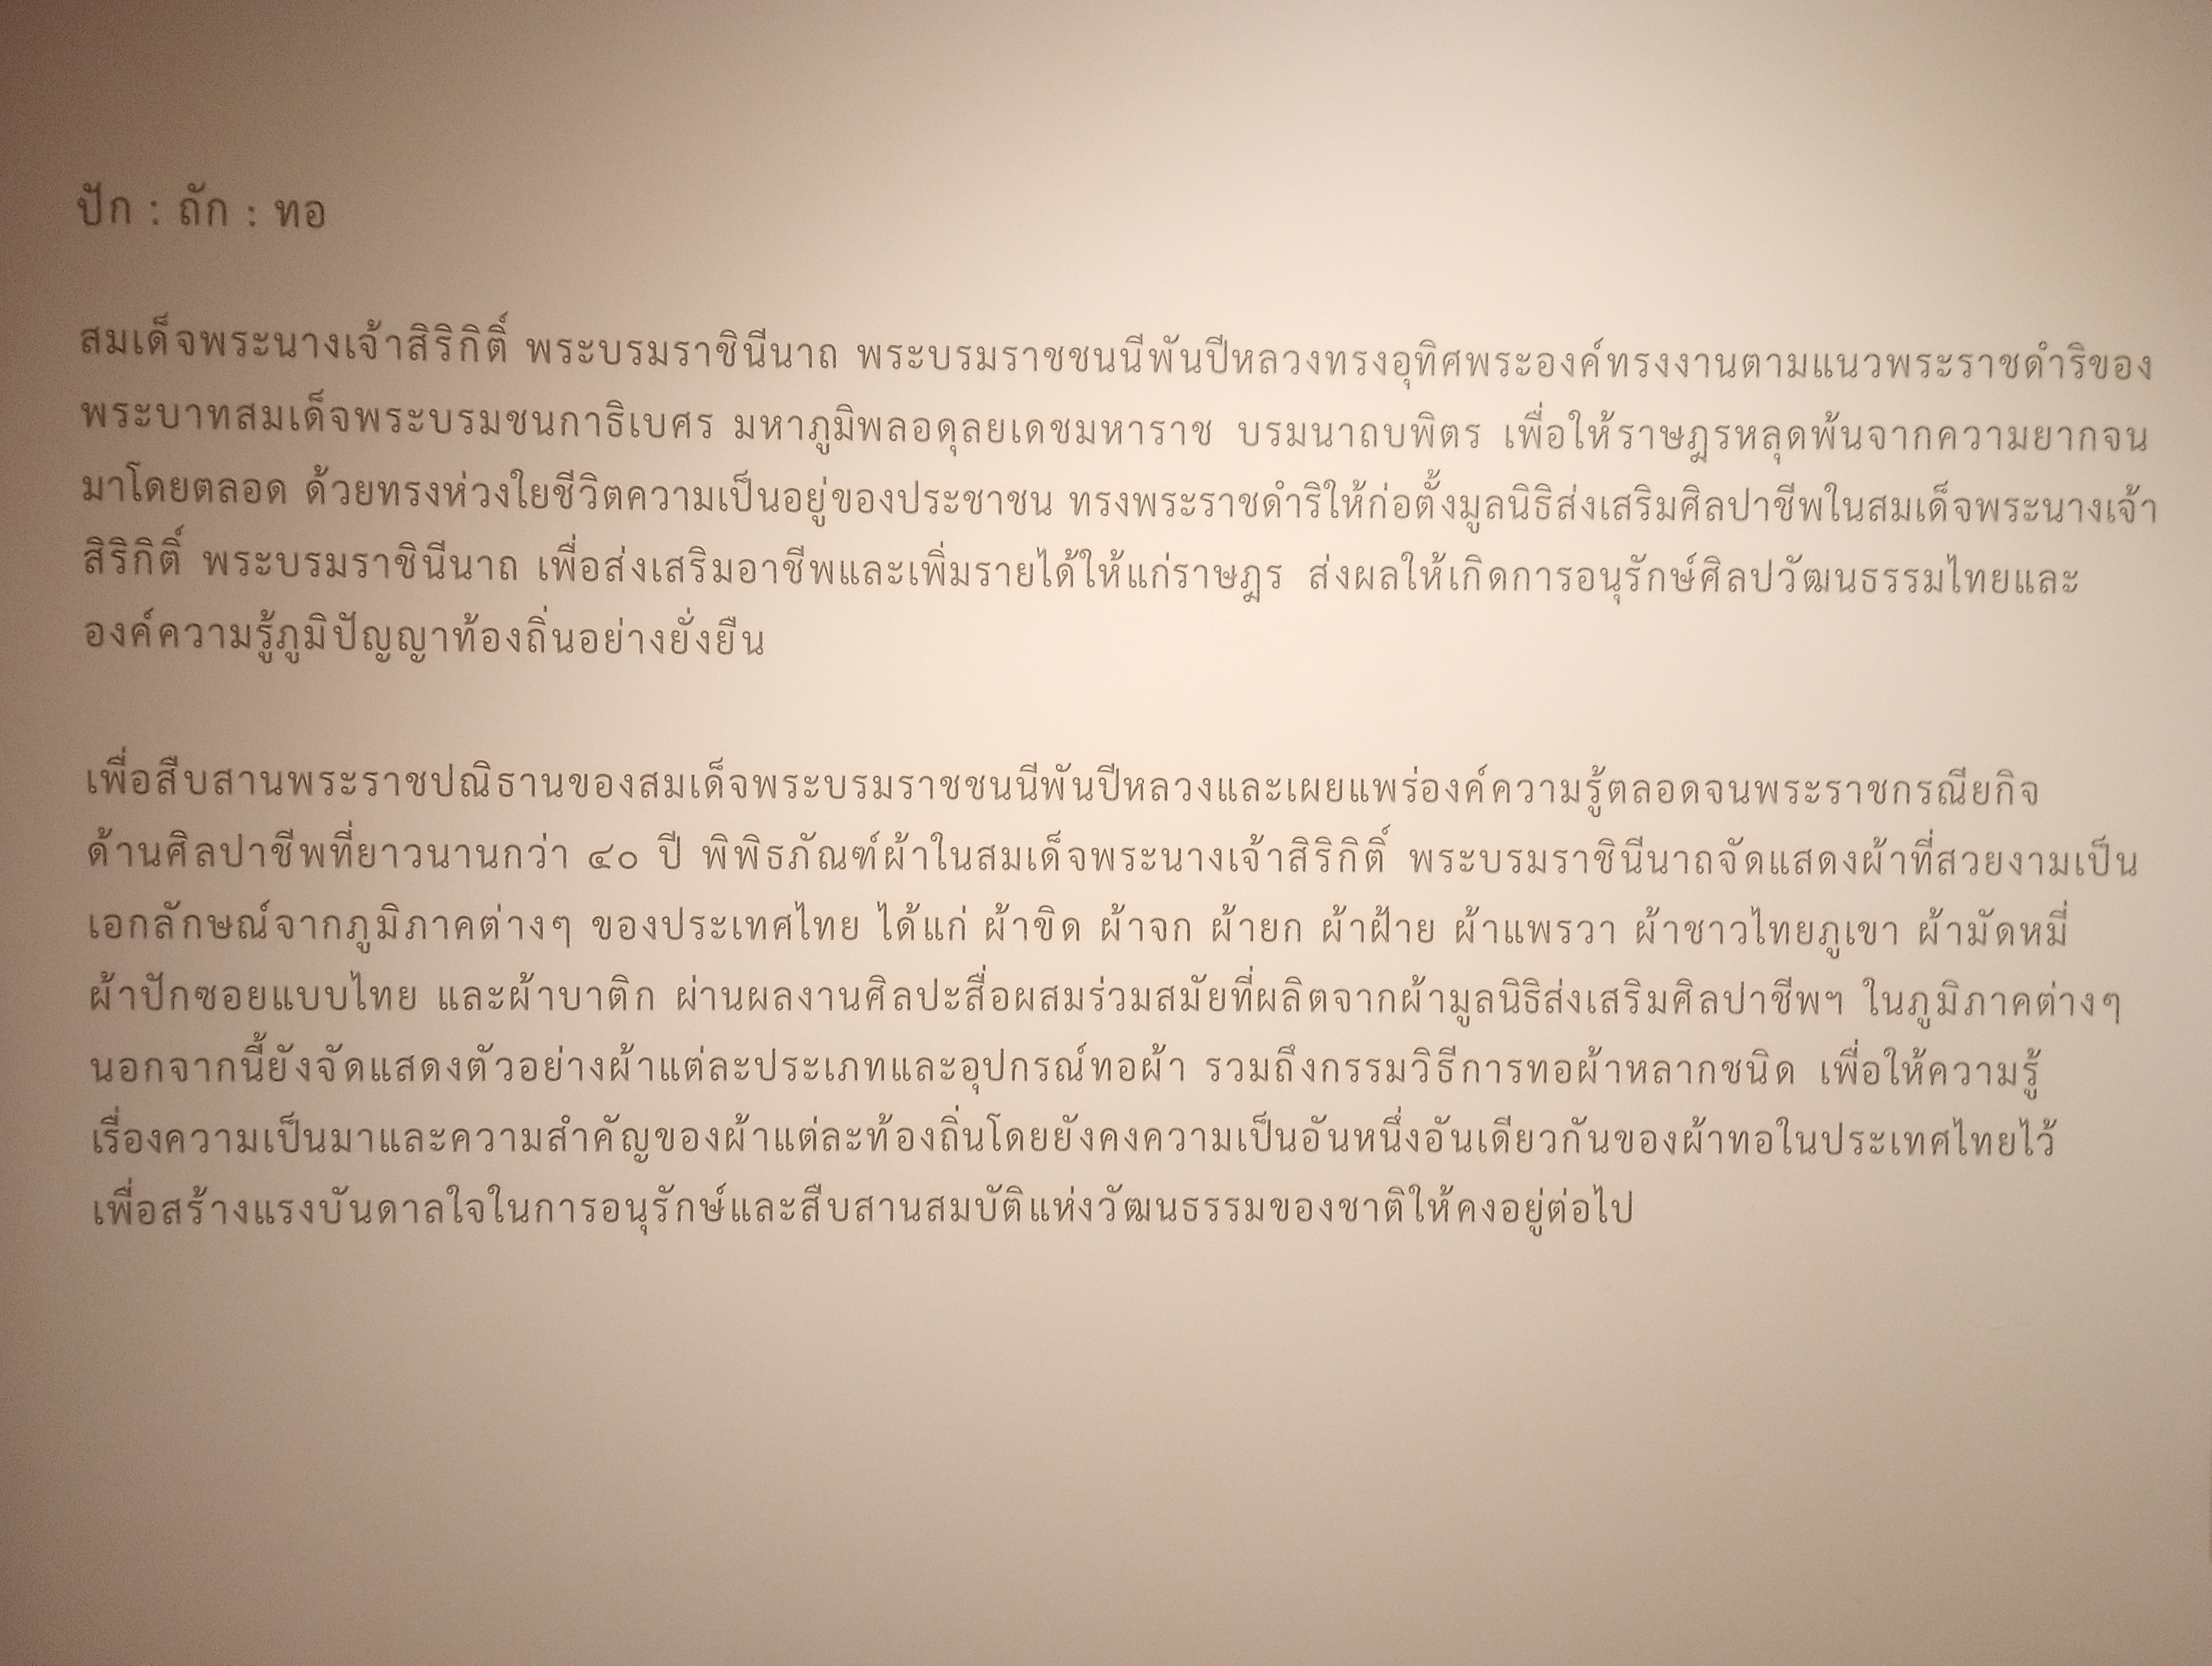 ปัก : ถัก : ทอ
สมเด็จพระนางเจ้าสิริกิติ์ พระบรมราชินีนาถ พระบรมราชชนนีพันปีหลวงทรงอุทิศพระองค์ทรงงานตามแนวพระราชดำริของ
พระบาทสมเด็จพระบรมชนกาธิเบศร มหาภูมิพลอดุลยเดชมหาราช บรมนาถบพิตร เพื่อให้ราษฎรหลุดพ้นจากความยากจน
มาโดยตลอด ด้วยทรงห่วงใยชีวิตความเป็นอยู่ของประชาชน ทรงพระราชดำริให้ก่อตั้งมูลนิธิส่งเสริมศิลปาชีพในสมเด็จพระนางเจ้า
สิริกิติ์ พระบรมราชินีนาถ เพื่อส่งเสริมอาชีพและเพิ่มรายได้ให้แก่ราษฎร ส่งผลให้เกิดการอนุรักษ์ศิลปวัฒนธรรมไทยและ
องค์ความรู้ภูมิปัญญาท้องถิ่นอย่างยั่งยืน
เพื่อสืบสานพระราชปณิธานของสมเด็จพระบรมราชชนนีพันปีหลวงและเผยแพร่องค์ความรู้ตลอดจนพระราชกรณียกิจ
ด้านศิลปาชีพที่ยาวนานกว่า ๔๐ ปี พิพิธภัณฑ์ผ้าในสมเด็จพระนางเจ้าสิริกิติ์ พระบรมราชินีนาถจัดแสดงผ้าที่สวยงามเป็น
เอกลักษณ์จากภูมิภาคต่างๆ ของประเทศไทย ได้แก่ ผ้าขิด ผ้าจก ผ้ายก ผ้าฝ้าย ผ้าแพรวา ผ้าชาวไทยภูเขา ผ้ามัดหมี่
ผ้าปักซอยแบบไทย และผ้าบาติก ผ่านผลงานศิลปะสื่อผสมร่วมสมัยที่ผลิตจากผ้ามูลนิธิส่งเสริมศิลปาชีพฯ ในภูมิภาคต่างๆ
นอกจากนี้ยังจัดแสดงตัวอย่างผ้าแต่ละประเภทและอุปกรณ์ทอผ้า รวมถึงกรรมวิธีการทอผ้าหลากชนิด เพื่อให้ความรู้
เรื่องความเป็นมาและความสำคัญของผ้าแต่ละท้องถิ่นโดยยังคงความเป็นอันหนึ่งอันเดียวกันของผ้าทอในประเทศไทยไว้
เพื่อสร้างแรงบันดาลใจในการอนุรักษ์และสืบสานสมบัติแห่งวัฒนธรรมของชาติให้คงอยู่ต่อไป